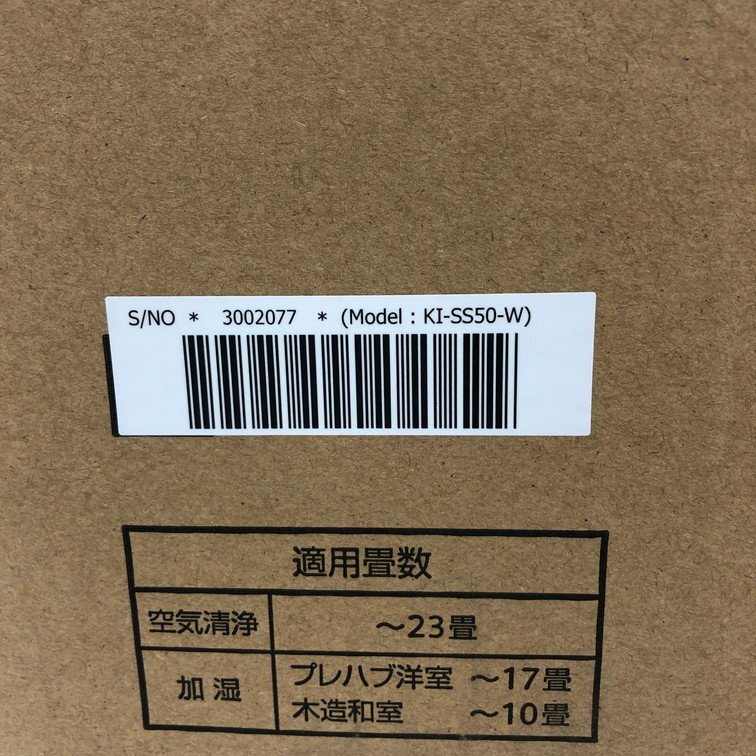 S/NO * 3002077 * (Model : KI-SS50-W)
適用畳数
空気清浄 ～23畳
加湿 プレハブ洋室 ～17畳
木造和室 ～10畳